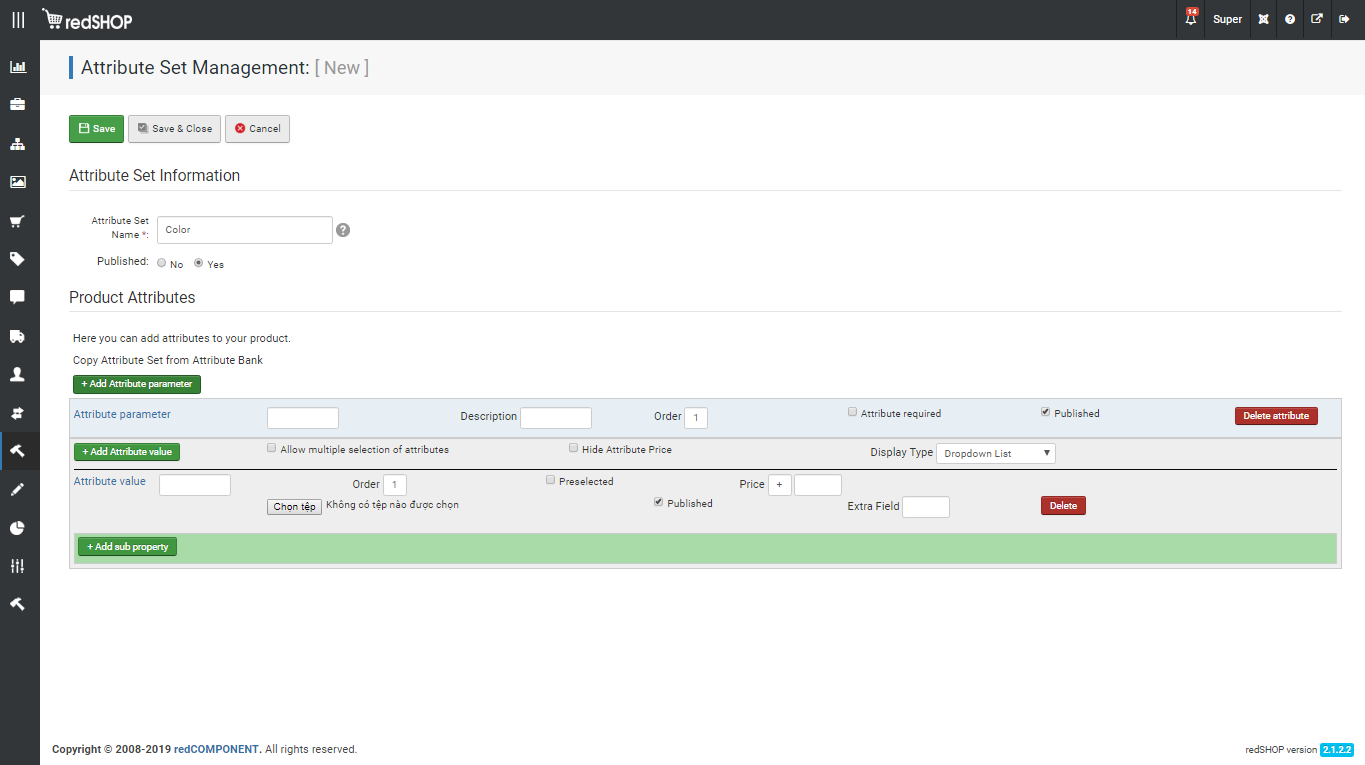 redSHOP
14
Super
Attribute Set Management: [ New ]
Save
Save & Close
Cancel
Attribute Set Information
Attribute Set
Name *:
Color
Published:
No
Yes
Product Attributes
Here you can add attributes to your product.
Copy Attribute Set from Attribute Bank
+ Add Attribute parameter
Attribute parameter
Description
Order
1
Attribute required
Published
Delete attribute
+ Add Attribute value
Allow multiple selection of attributes
Hide Attribute Price
Display Type
Dropdown List
Attribute value
Order
1
Preselected
Price
+
Chọn tệp
Không có tệp nào được chọn
Published
Extra Field
Delete
+ Add sub property
Copyright © 2008-2019 redCOMPONENT. All rights reserved.
redSHOP version 2.1.2.2